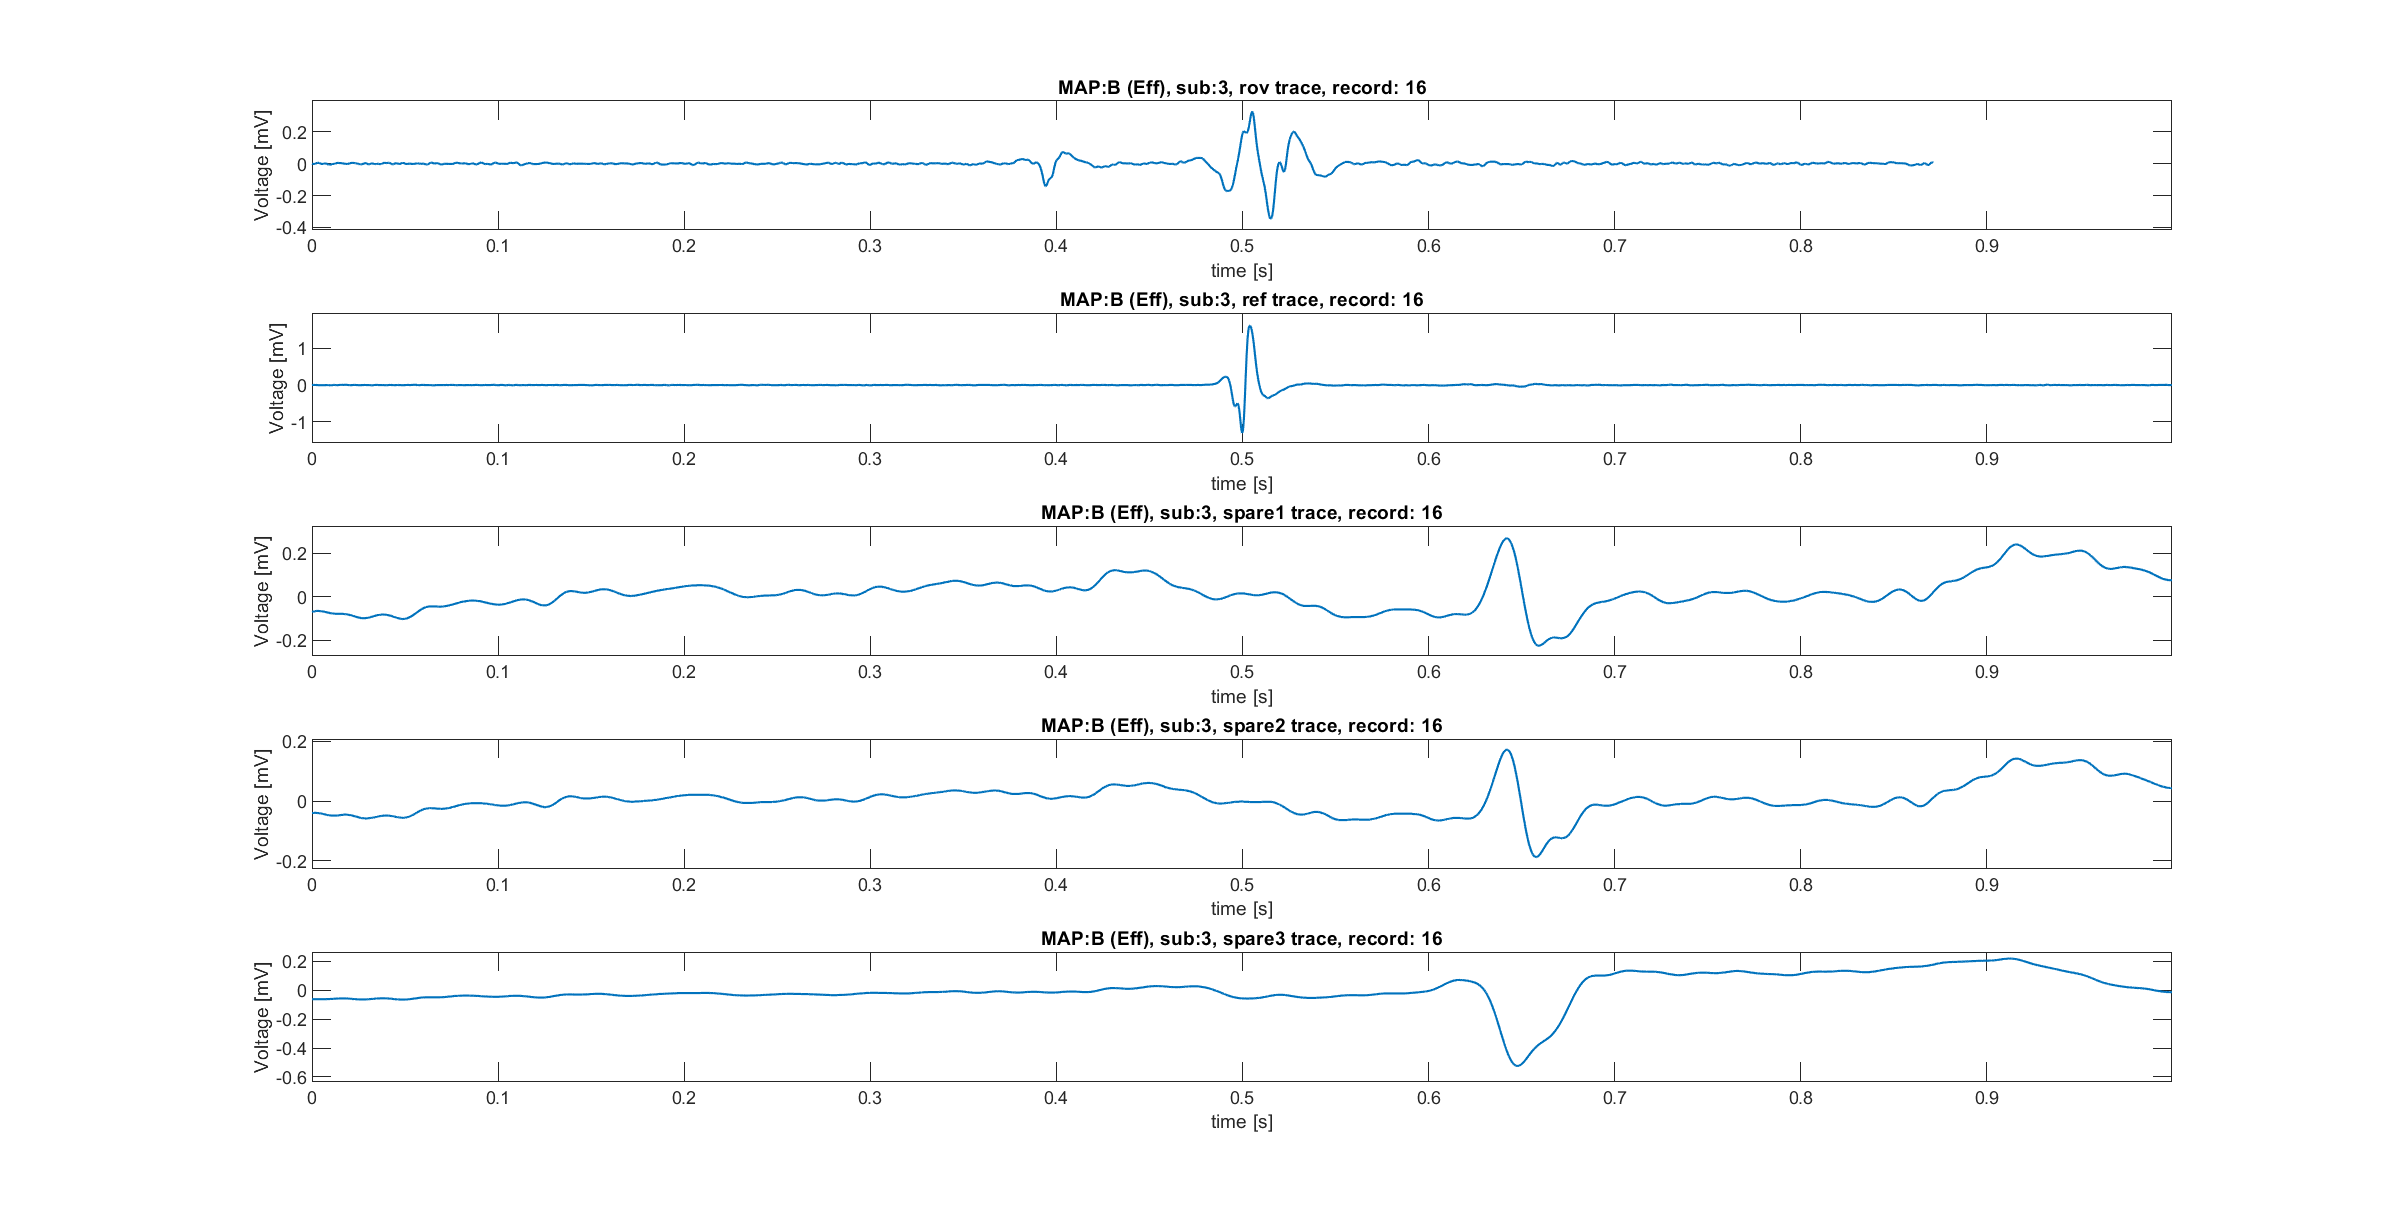 MAP:B (Eff), sub:3, rov trace, record: 16
Voltage [mV]
0.2
0
-0.2
-0.4
0 0.1 0.2 0.3 0.4 0.5 0.6 0.7 0.8 0.9
time [s]
MAP:B (Eff), sub:3, ref trace, record: 16
Voltage [mV]
1
0
-1
0 0.1 0.2 0.3 0.4 0.5 0.6 0.7 0.8 0.9
time [s]
MAP:B (Eff), sub:3, spare1 trace, record: 16
Voltage [mV]
0.2
0
-0.2
0 0.1 0.2 0.3 0.4 0.5 0.6 0.7 0.8 0.9
time [s]
MAP:B (Eff), sub:3, spare2 trace, record: 16
Voltage [mV]
0.2
0
-0.2
0 0.1 0.2 0.3 0.4 0.5 0.6 0.7 0.8 0.9
time [s]
MAP:B (Eff), sub:3, spare3 trace, record: 16
Voltage [mV]
0.2
0
-0.2
-0.4
-0.6
0 0.1 0.2 0.3 0.4 0.5 0.6 0.7 0.8 0.9
time [s]